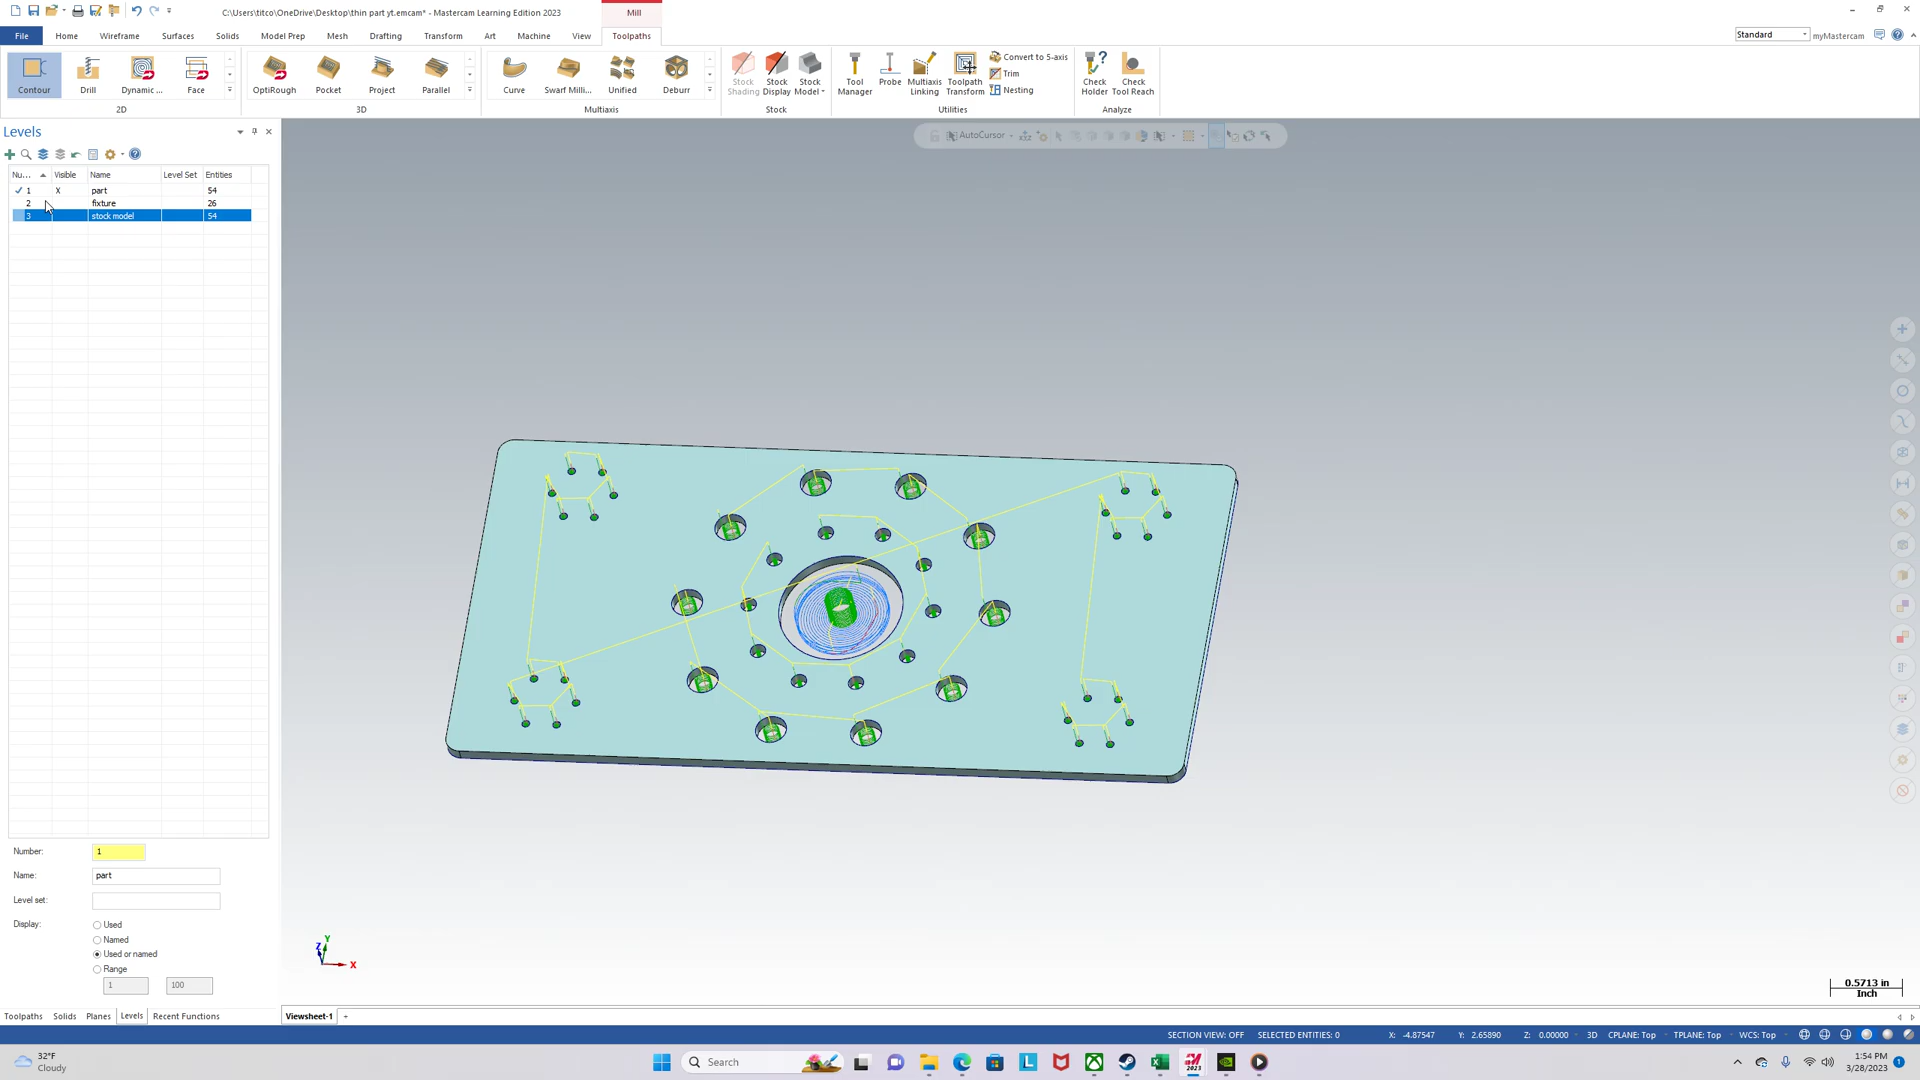 C:\Users\titco\OneDrive\Desktop\thin part yt.emcam* - Mastercam Learning Edition 2023
Mill
File Home Wireframe Surfaces Solids Model Prep Mesh Drafting Transform Art Machine View Toolpaths
Standard
myMastercam
Contour Drill Dynamic ... Face
2D
OptiRough Pocket Project Parallel
3D
Curve Swarf Milli... Unified Deburr
Multiaxis
Stock Shading
Stock Display
Stock Model
Stock
Tool Manager
Probe
Multiaxis Linking
Toolpath Transform
Convert to 5-axis
Trim
Nesting
Utilities
Check Holder
Check Tool Reach
Analyze
Levels
AutoCursor
Nu... Visible Name Level Set Entities
1 X part 54
2 fixture 26
3 stock model 54
Number: 1
Name: part
Level set:
Display: Used
Named
Used or named
Range
1 100
Z Y X
0.5713 in
Inch
Toolpaths Solids Planes Levels Recent Functions
Viewsheet-1 +
SECTION VIEW: OFF SELECTED ENTITIES: 0 X: -4.87547 Y: 2.65890 Z: 0.00000 3D CPLANE: Top TPLANE: Top WCS: Top
32°F
Cloudy
Search
L
2023
1:54 PM
3/28/2023
1